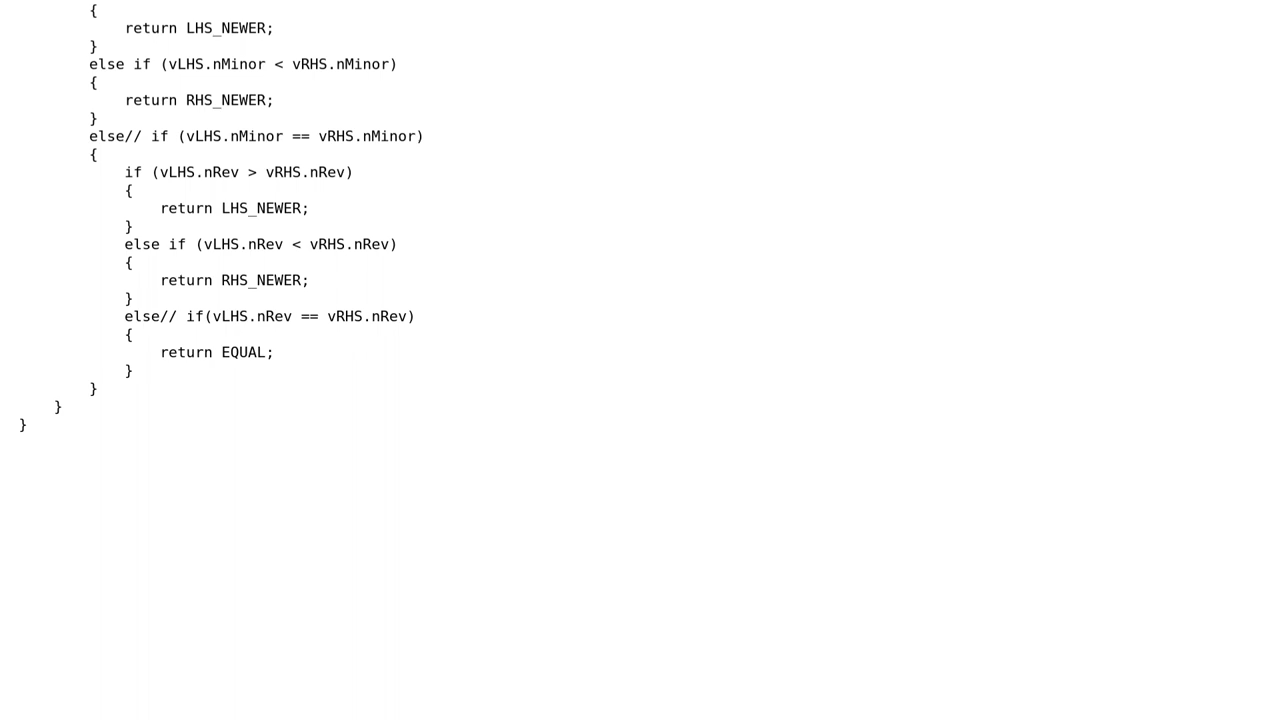 {
return LHS_NEWER;
}
else if (vLHS.nMinor < vRHS.nMinor)
{
return RHS_NEWER;
}
else// if (vLHS.nMinor == vRHS.nMinor)
{
if (vLHS.nRev > vRHS.nRev)
{
return LHS_NEWER;
}
else if (vLHS.nRev < vRHS.nRev)
{
return RHS_NEWER;
}
else// if(vLHS.nRev == vRHS.nRev)
{
return EQUAL;
}
}
}
}